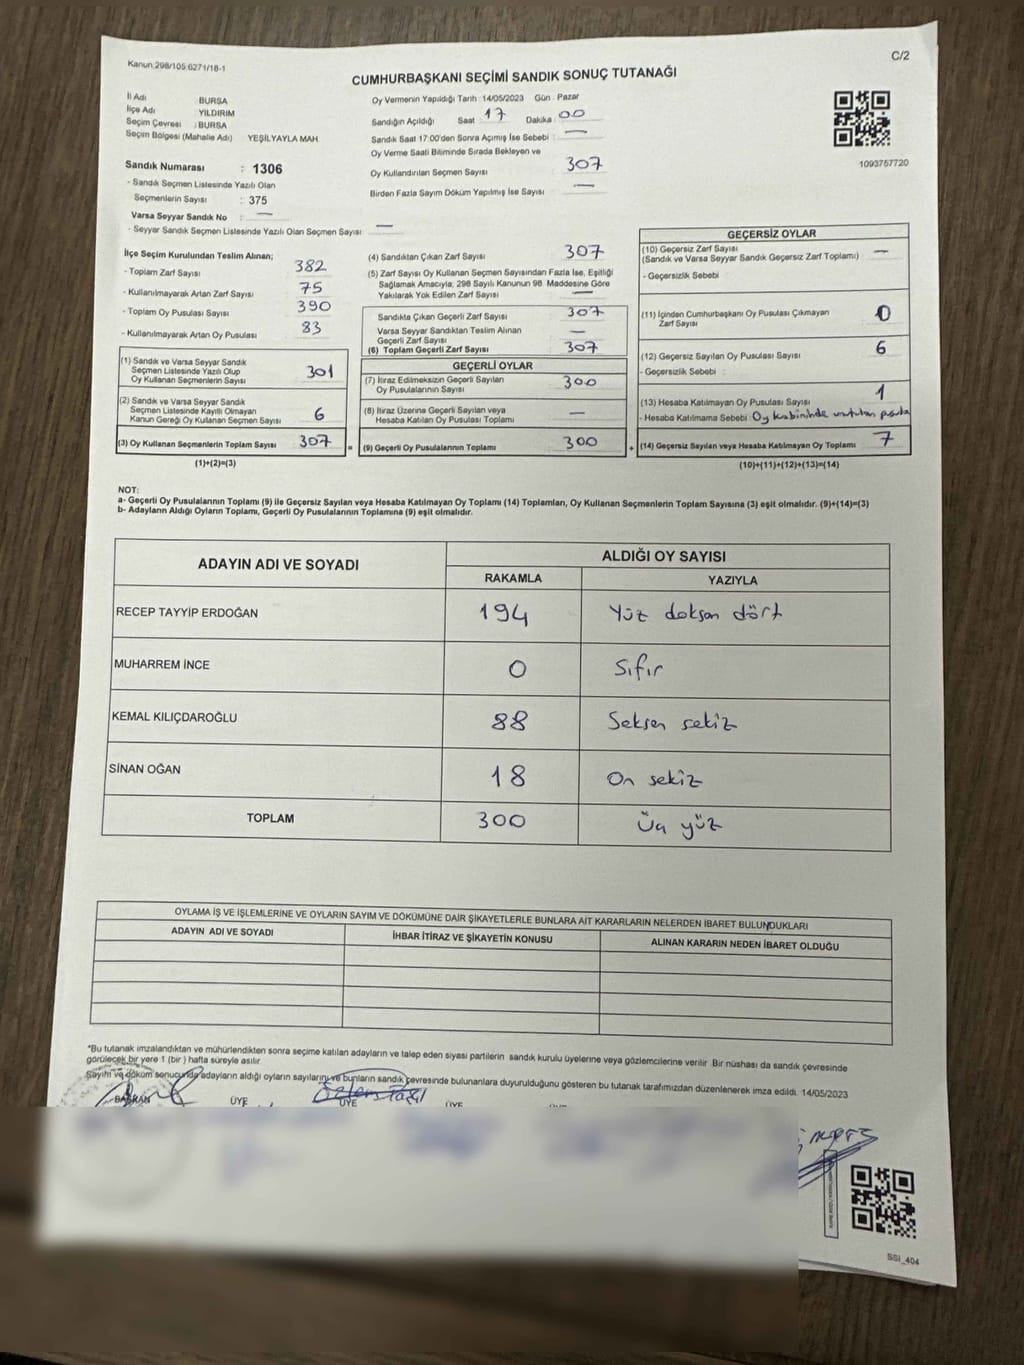 Kanun:298/105.6271/18-1
C/2
CUMHURBAŞKANI SEÇİMİ SANDIK SONUÇ TUTANAĞI
İl Adı : BURSA
İlçe Adı : YILDIRIM
Seçim Çevresi : BURSA
Seçim Bölgesi (Mahalle Adı) YEŞİLYAYLA MAH.
Oy Vermenin Yapıldığı Tarih :14/05/2023 Gün : Pazar
Sandığın Açıldığı Saat : 17 Dakika : 00
Sandık Saat 17:00'den Sonra Açımış İse Sebebi : —
Oy Verme Saati Bitiminde Sırada Bekleyen ve
Oy Kullandırılan Seçmen Sayısı : 307
Birden Fazla Sayım Döküm Yapılmış İse Sayısı : —
1093757720
Sandık Numarası : 1306
- Sandık Seçmen Listesinde Yazılı Olan
Seçmenlerin Sayısı : 375
Varsa Seyyar Sandık No : —
- Seyyar Sandık Seçmen Listesinde Yazılı Olan Seçmen Sayısı : —
İlçe Seçim Kurulundan Teslim Alınan;
- Toplam Zarf Sayısı 382
- Kullanılmayarak Artan Zarf Sayısı 75
- Toplam Oy Pusulası Sayısı 390
- Kullanılmayarak Artan Oy Pusulası 83
(1) Sandık ve Varsa Seyyar Sandık
Seçmen Listesinde Yazılı Olup
Oy Kullanan Seçmenlerin Sayısı 301
(2) Sandık ve Varsa Seyyar Sandık
Seçmen Listesinde Kayıtlı Olmayan
Kanun Gereği Oy Kullanan Seçmen Sayısı 6
(3) Oy Kullanan Seçmenlerin Toplam Sayısı 307
(1)+(2)=(3)
(4) Sandıktan Çıkan Zarf Sayısı 307
(5) Zarf Sayısı Oy Kullanan Seçmen Sayısından Fazla İse, Eşitliği
Sağlamak Amacıyla, 298 Sayılı Kanunun 98. Maddesine Göre
Yakılarak Yok Edilen Zarf Sayısı —
Sandıkta Çıkan Geçerli Zarf Sayısı 307
Varsa Seyyar Sandıktan Teslim Alınan
Geçerli Zarf Sayısı —
(6) Toplam Geçerli Zarf Sayısı 307
GEÇERLİ OYLAR
(7) İtiraz Edilmeksizin Geçerli Sayılan
Oy Pusulalarının Sayısı 300
(8) İtiraz Üzerine Geçerli Sayılan veya
Hesaba Katılan Oy Pusulası Toplamı —
= (9) Geçerli Oy Pusulalarının Toplamı 300 +
GEÇERSİZ OYLAR
(10) Geçersiz Zarf Sayısı
(Sandık ve Varsa Seyyar Sandık Geçersiz Zarf Toplamı) —
- Geçersizlik Sebebi
(11) İçinden Cumhurbaşkanı Oy Pusulası Çıkmayan
Zarf Sayısı 0
(12) Geçersiz Sayılan Oy Pusulası Sayısı 6
- Geçersizlik Sebebi :
(13) Hesaba Katılmayan Oy Pusulası Sayısı 1
- Hesaba Katılmama Sebebi Oy kabininde unutulan pusula
(14) Geçersiz Sayılan veya Hesaba Katılmayan Oy Toplamı 7
(10)+(11)+(12)+(13)=(14)
NOT:
a- Geçerli Oy Pusulalarının Toplamı (9) ile Geçersiz Sayılan veya Hesaba Katılmayan Oy Toplamı (14) Toplamları, Oy Kullanan Seçmenlerin Toplam Sayısına (3) eşit olmalıdır. (9)+(14)=(3)
b- Adayların Aldığı Oyların Toplamı, Geçerli Oy Pusulalarının Toplamına (9) eşit olmalıdır.
ADAYIN ADI VE SOYADI
ALDIĞI OY SAYISI
RAKAMLA YAZIYLA
RECEP TAYYİP ERDOĞAN 194 Yüz doksan dört
MUHARREM İNCE 0 Sıfır
KEMAL KILIÇDAROĞLU 88 Seksen sekiz
SİNAN OĞAN 18 On sekiz
TOPLAM 300 Üç yüz
OYLAMA İŞ VE İŞLEMLERİNE VE OYLARIN SAYIM VE DÖKÜMÜNE DAİR ŞİKAYETLERLE BUNLARA AİT KARARLARIN NELERDEN İBARET BULUNDUKLARI
ADAYIN ADI VE SOYADI İHBAR İTİRAZ VE ŞİKAYETİN KONUSU ALINAN KARARIN NEDEN İBARET OLDUĞU
*Bu tutanak imzalandıktan ve mühürlendikten sonra seçime katılan adayların ve talep eden siyasi partilerin sandık kurulu üyelerine veya gözlemcilerine verilir. Bir nüshası da sandık çevresinde
görülecek bir yere 1 (bir ) hafta süreyle asılır.
Sayım ve döküm sonucunda adayların aldığı oyların sayılarını ve bunların sandık çevresinde bulunanlara duyurulduğunu gösteren bu tutanak tarafımızdan düzenlenerek imza edildi. 14/05/2023
BAŞKAN ÜYE ÜYE ÜYE
SSI_404